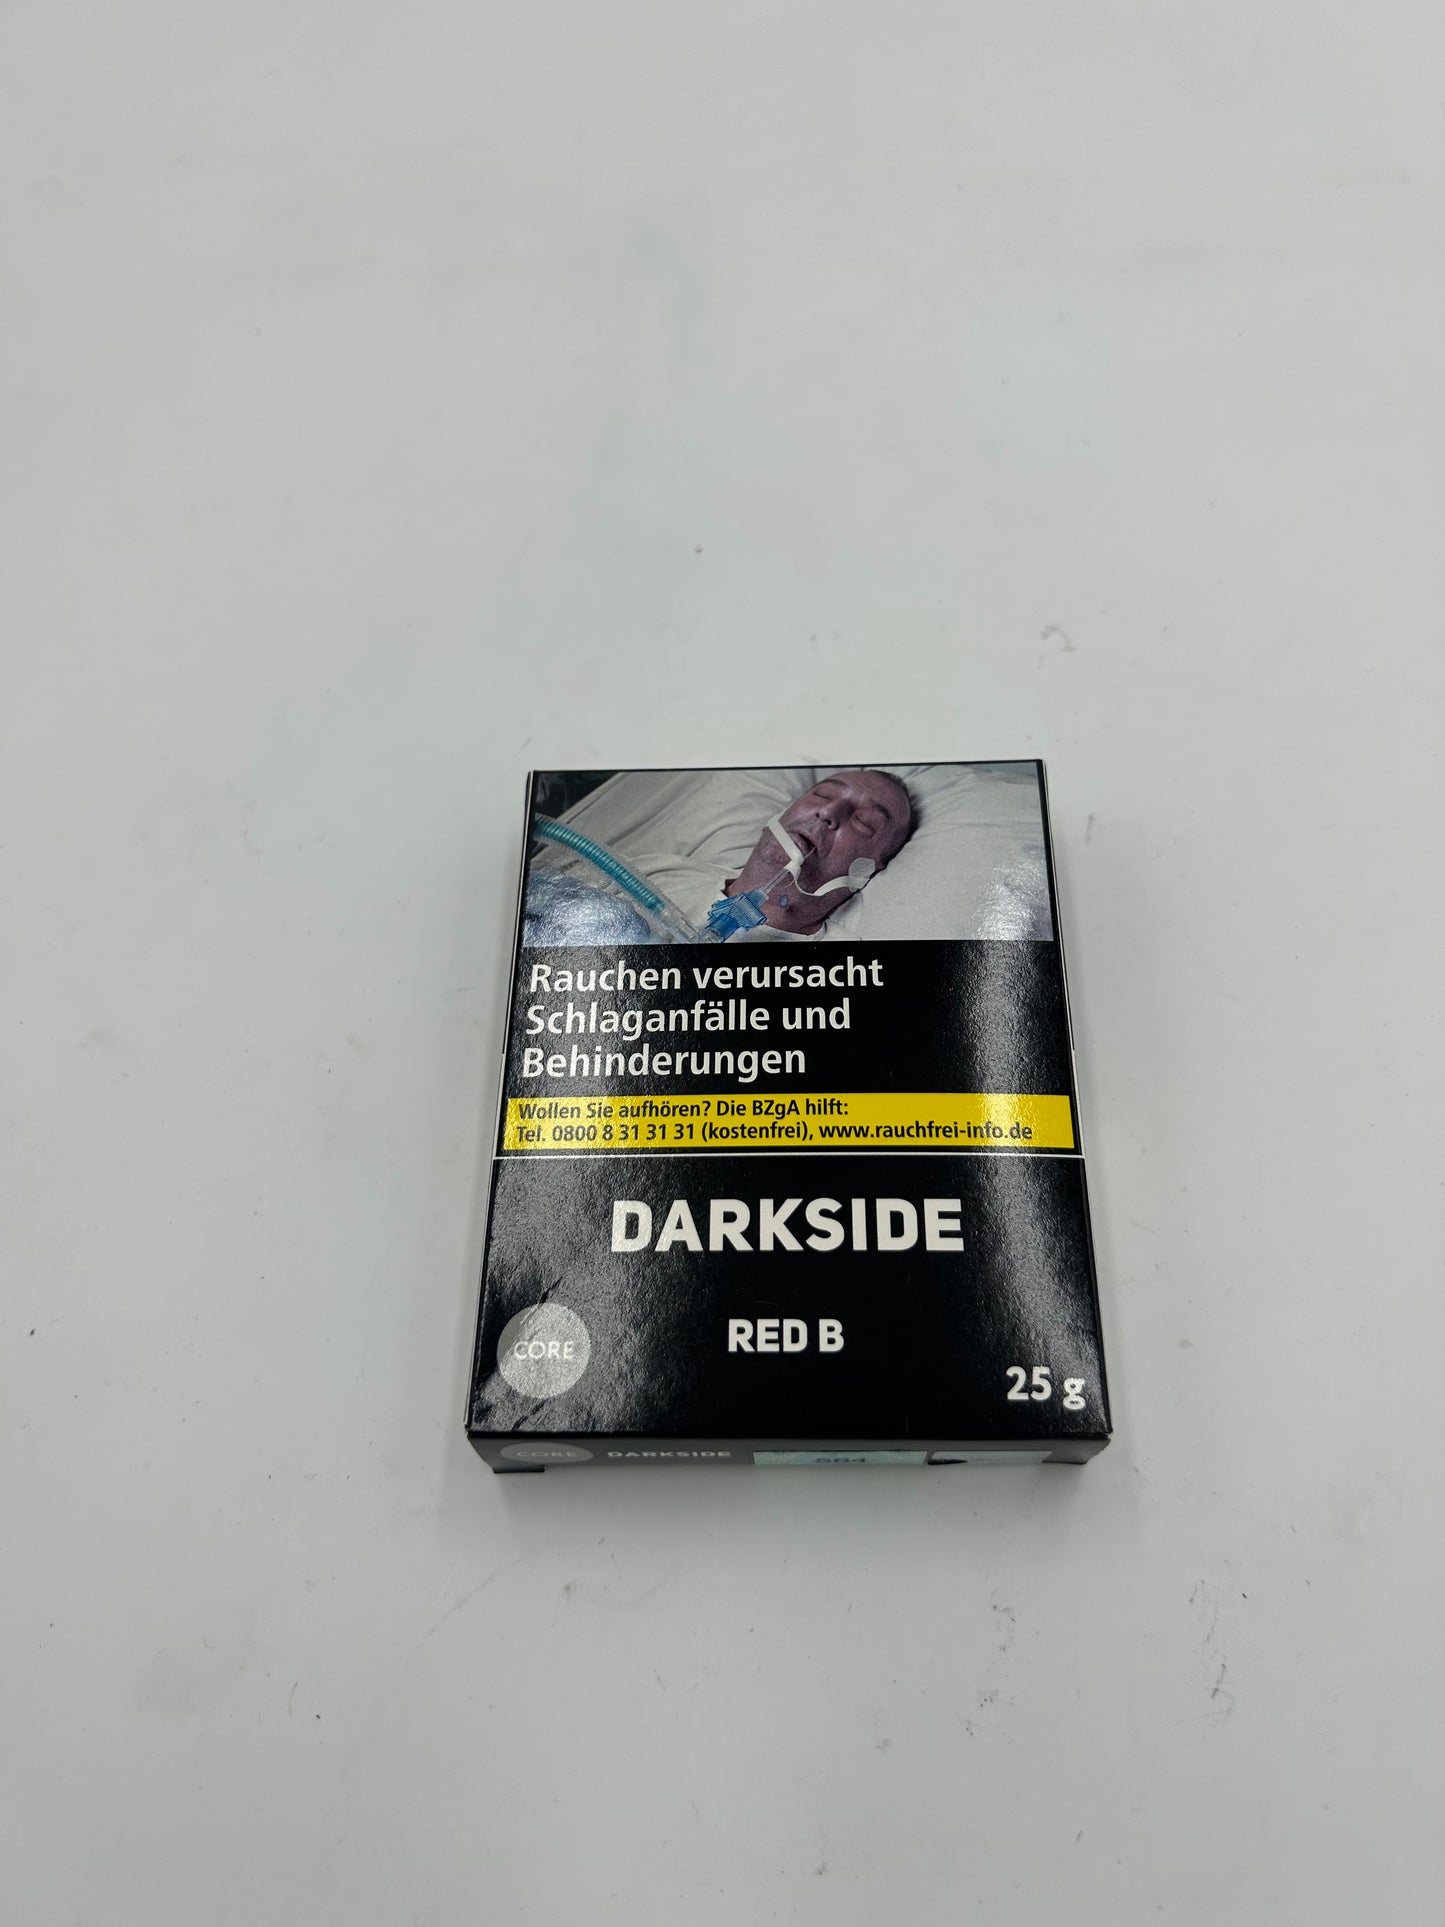 Rauchen verursacht
Schlaganfälle und
Behinderungen
Wollen Sie aufhören? Die BZgA hilft:
Tel. 0800 8 31 31 31 (kostenfrei), www.rauchfrei-info.de
DARKSIDE
CORE
RED B
25 g
CORE DARKSIDE